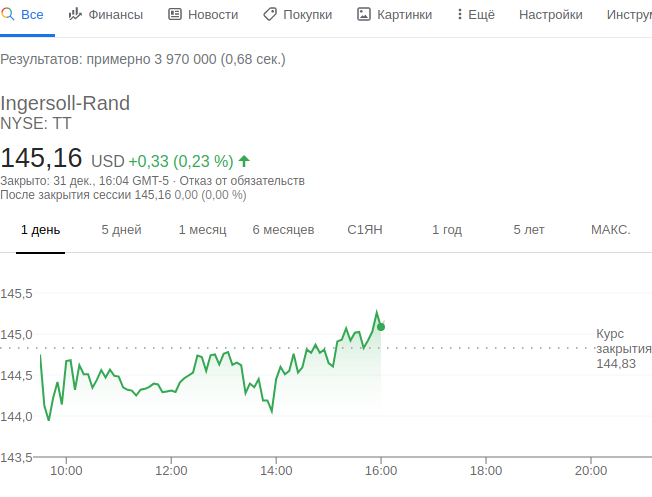 Все Финансы Новости Покупки Картинки Ещё Настройки Инструм
Результатов: примерно 3 970 000 (0,68 сек.)
Ingersoll-Rand
NYSE: TT
145,16 USD +0,33 (0,23 %)
Закрыто: 31 дек., 16:04 GMT-5 · Отказ от обязательств
После закрытия сессии 145,16 0,00 (0,00 %)
1 день 5 дней 1 месяц 6 месяцев С1ЯН 1 год 5 лет МАКС.
145,5
145,0
144,5
144,0
143,5
Курс
закрытия
144,83
10:00 12:00 14:00 16:00 18:00 20:00